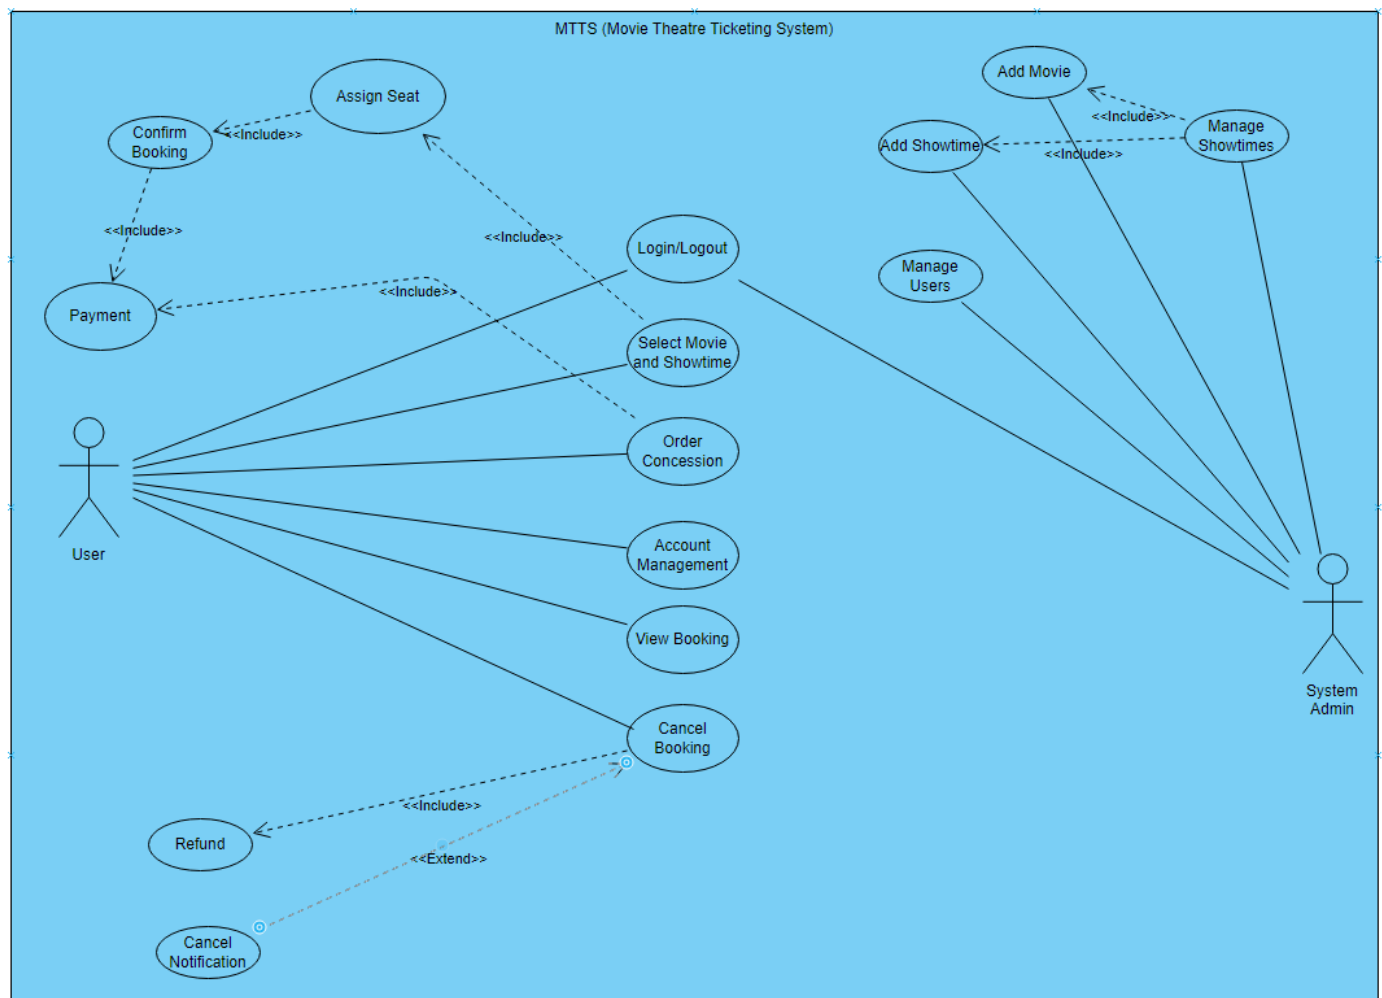 MTTS (Movie Theatre Ticketing System)
Add Movie
Assign Seat
<<Include>>
Confirm
Booking
<<Include>>
Manage
Showtimes
Add Showtime
<<Include>>
<<Include>>
<<Include>>
Login/Logout
Manage
Users
<<Include>>
Payment
Select Movie
and Showtime
Order
Concession
User
Account
Management
View Booking
System
Admin
Cancel
Booking
<<Include>>
Refund
<<Extend>>
Cancel
Notification